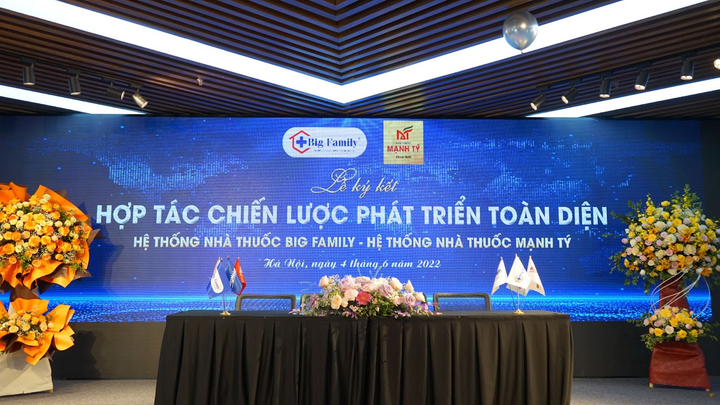 Big Family
MẠNH TÝ
Lễ ký kết
HỢP TÁC CHIẾN LƯỢC PHÁT TRIỂN TOÀN DIỆN
HỆ THỐNG NHÀ THUỐC BIG FAMILY - HỆ THỐNG NHÀ THUỐC MẠNH TÝ
Hà Nội, ngày 4 tháng 6 năm 2022